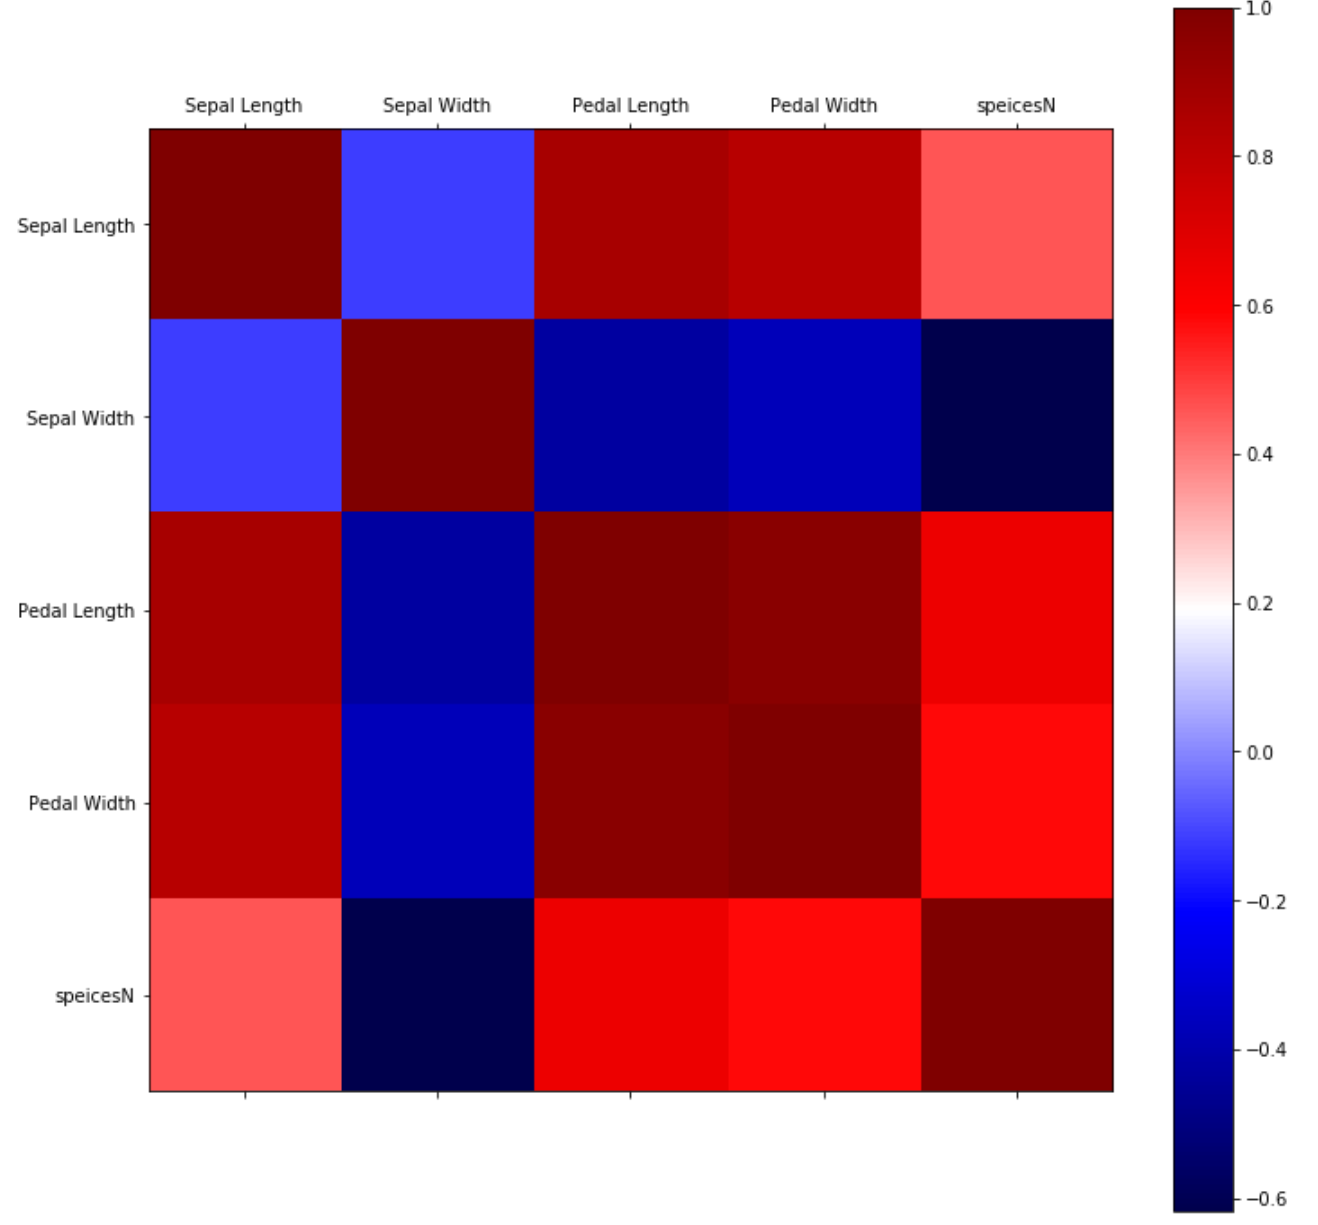 Sepal Length Sepal Width Pedal Length Pedal Width speicesN
Sepal Length
Sepal Width
Pedal Length
Pedal Width
speicesN
1.0
0.8
0.6
0.4
0.2
0.0
−0.2
−0.4
−0.6